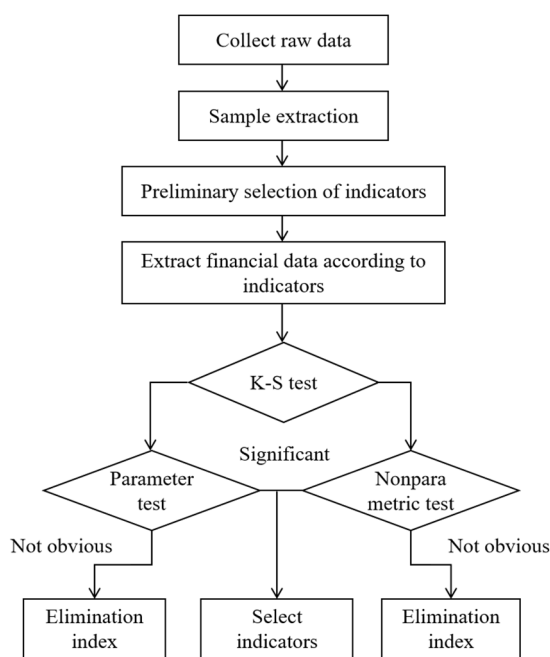 Collect raw data
Sample extraction
Preliminary selection of indicators
Extract financial data according to
indicators
K-S test
Significant
Parameter
test
Nonpara
metric test
Not obvious
Not obvious
Elimination
index
Select
indicators
Elimination
index